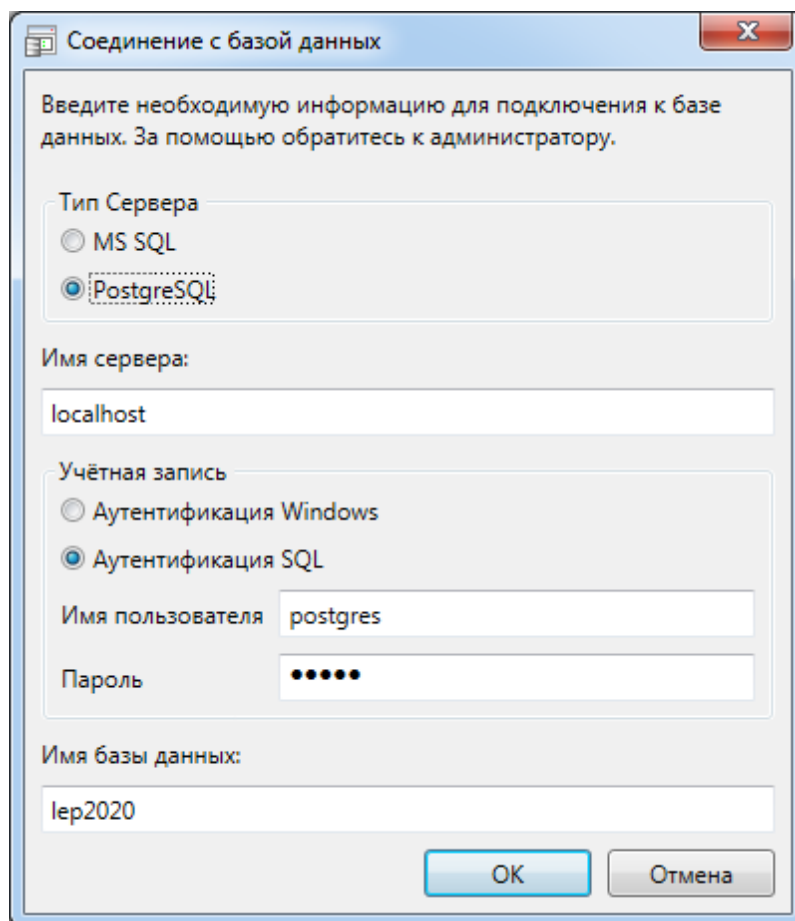 Соединение с базой данных
Введите необходимую информацию для подключения к базе
данных. За помощью обратитесь к администратору.
Тип Сервера
MS SQL
PostgreSQL
Имя сервера:
localhost
Учётная запись
Аутентификация Windows
Аутентификация SQL
Имя пользователя postgres
Пароль •••••
Имя базы данных:
lep2020
OK Отмена